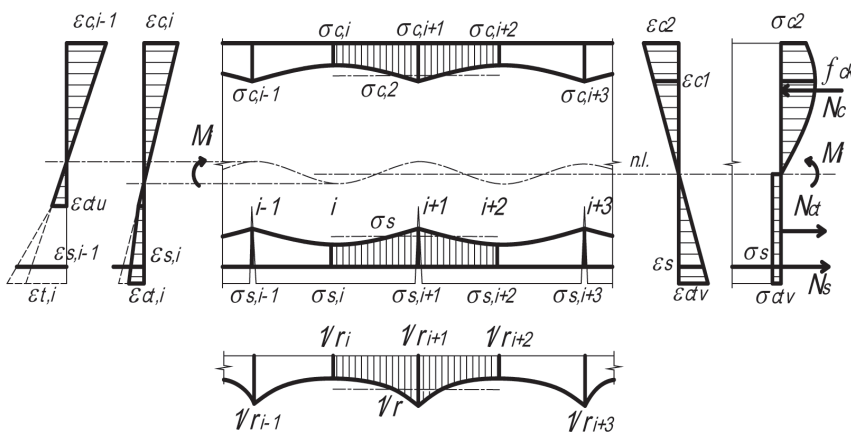 εc,i-1 εc,i σc,i σc,i+1 σc,i+2 εc2 σc2
εc1 fck
σc,i-1 σc,2 σc,i+3 Nc
Mi n.l. Mi
εctu i-1 i σs i+1 i+2 i+3 Nct
εs,i-1 εs,i εs σs
εt,i εct,i σs,i-1 σs,i σs,i+1 σs,i+2 σs,i+3 εctv σctv Ns
1/ri 1/ri+1 1/ri+2
1/ri-1 1/r 1/ri+3